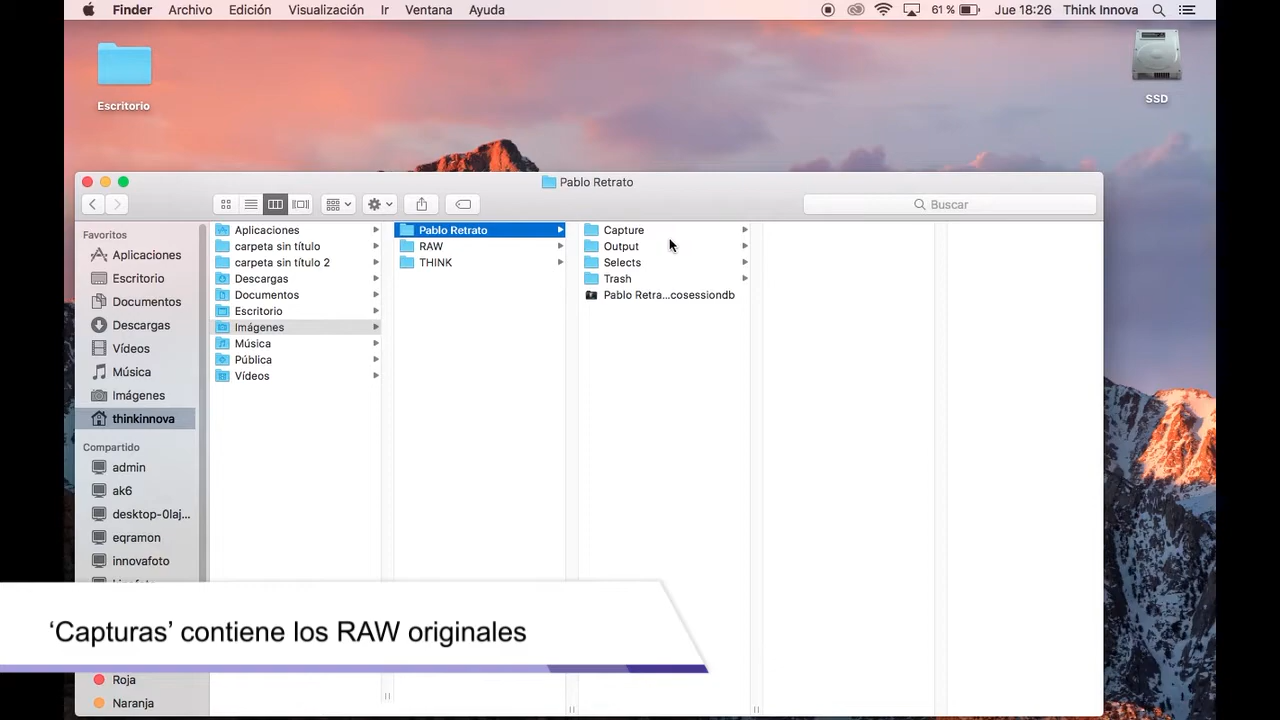 Finder Archivo Edición Visualización Ir Ventana Ayuda 61 % Jue 18:26 Think Innova
Escritorio
SSD
Pablo Retrato
Buscar
Favoritos
Aplicaciones
Escritorio
Documentos
Descargas
Vídeos
Música
Imágenes
thinkinnova
Compartido
admin
ak6
desktop-0laj...
eqramon
innovafoto
Roja
Naranja
Aplicaciones
carpeta sin título
carpeta sin título 2
Descargas
Documentos
Escritorio
Imágenes
Música
Pública
Vídeos
Pablo Retrato
RAW
THINK
Capture
Output
Selects
Trash
Pablo Retra...cosessiondb
‘Capturas’ contiene los RAW originales